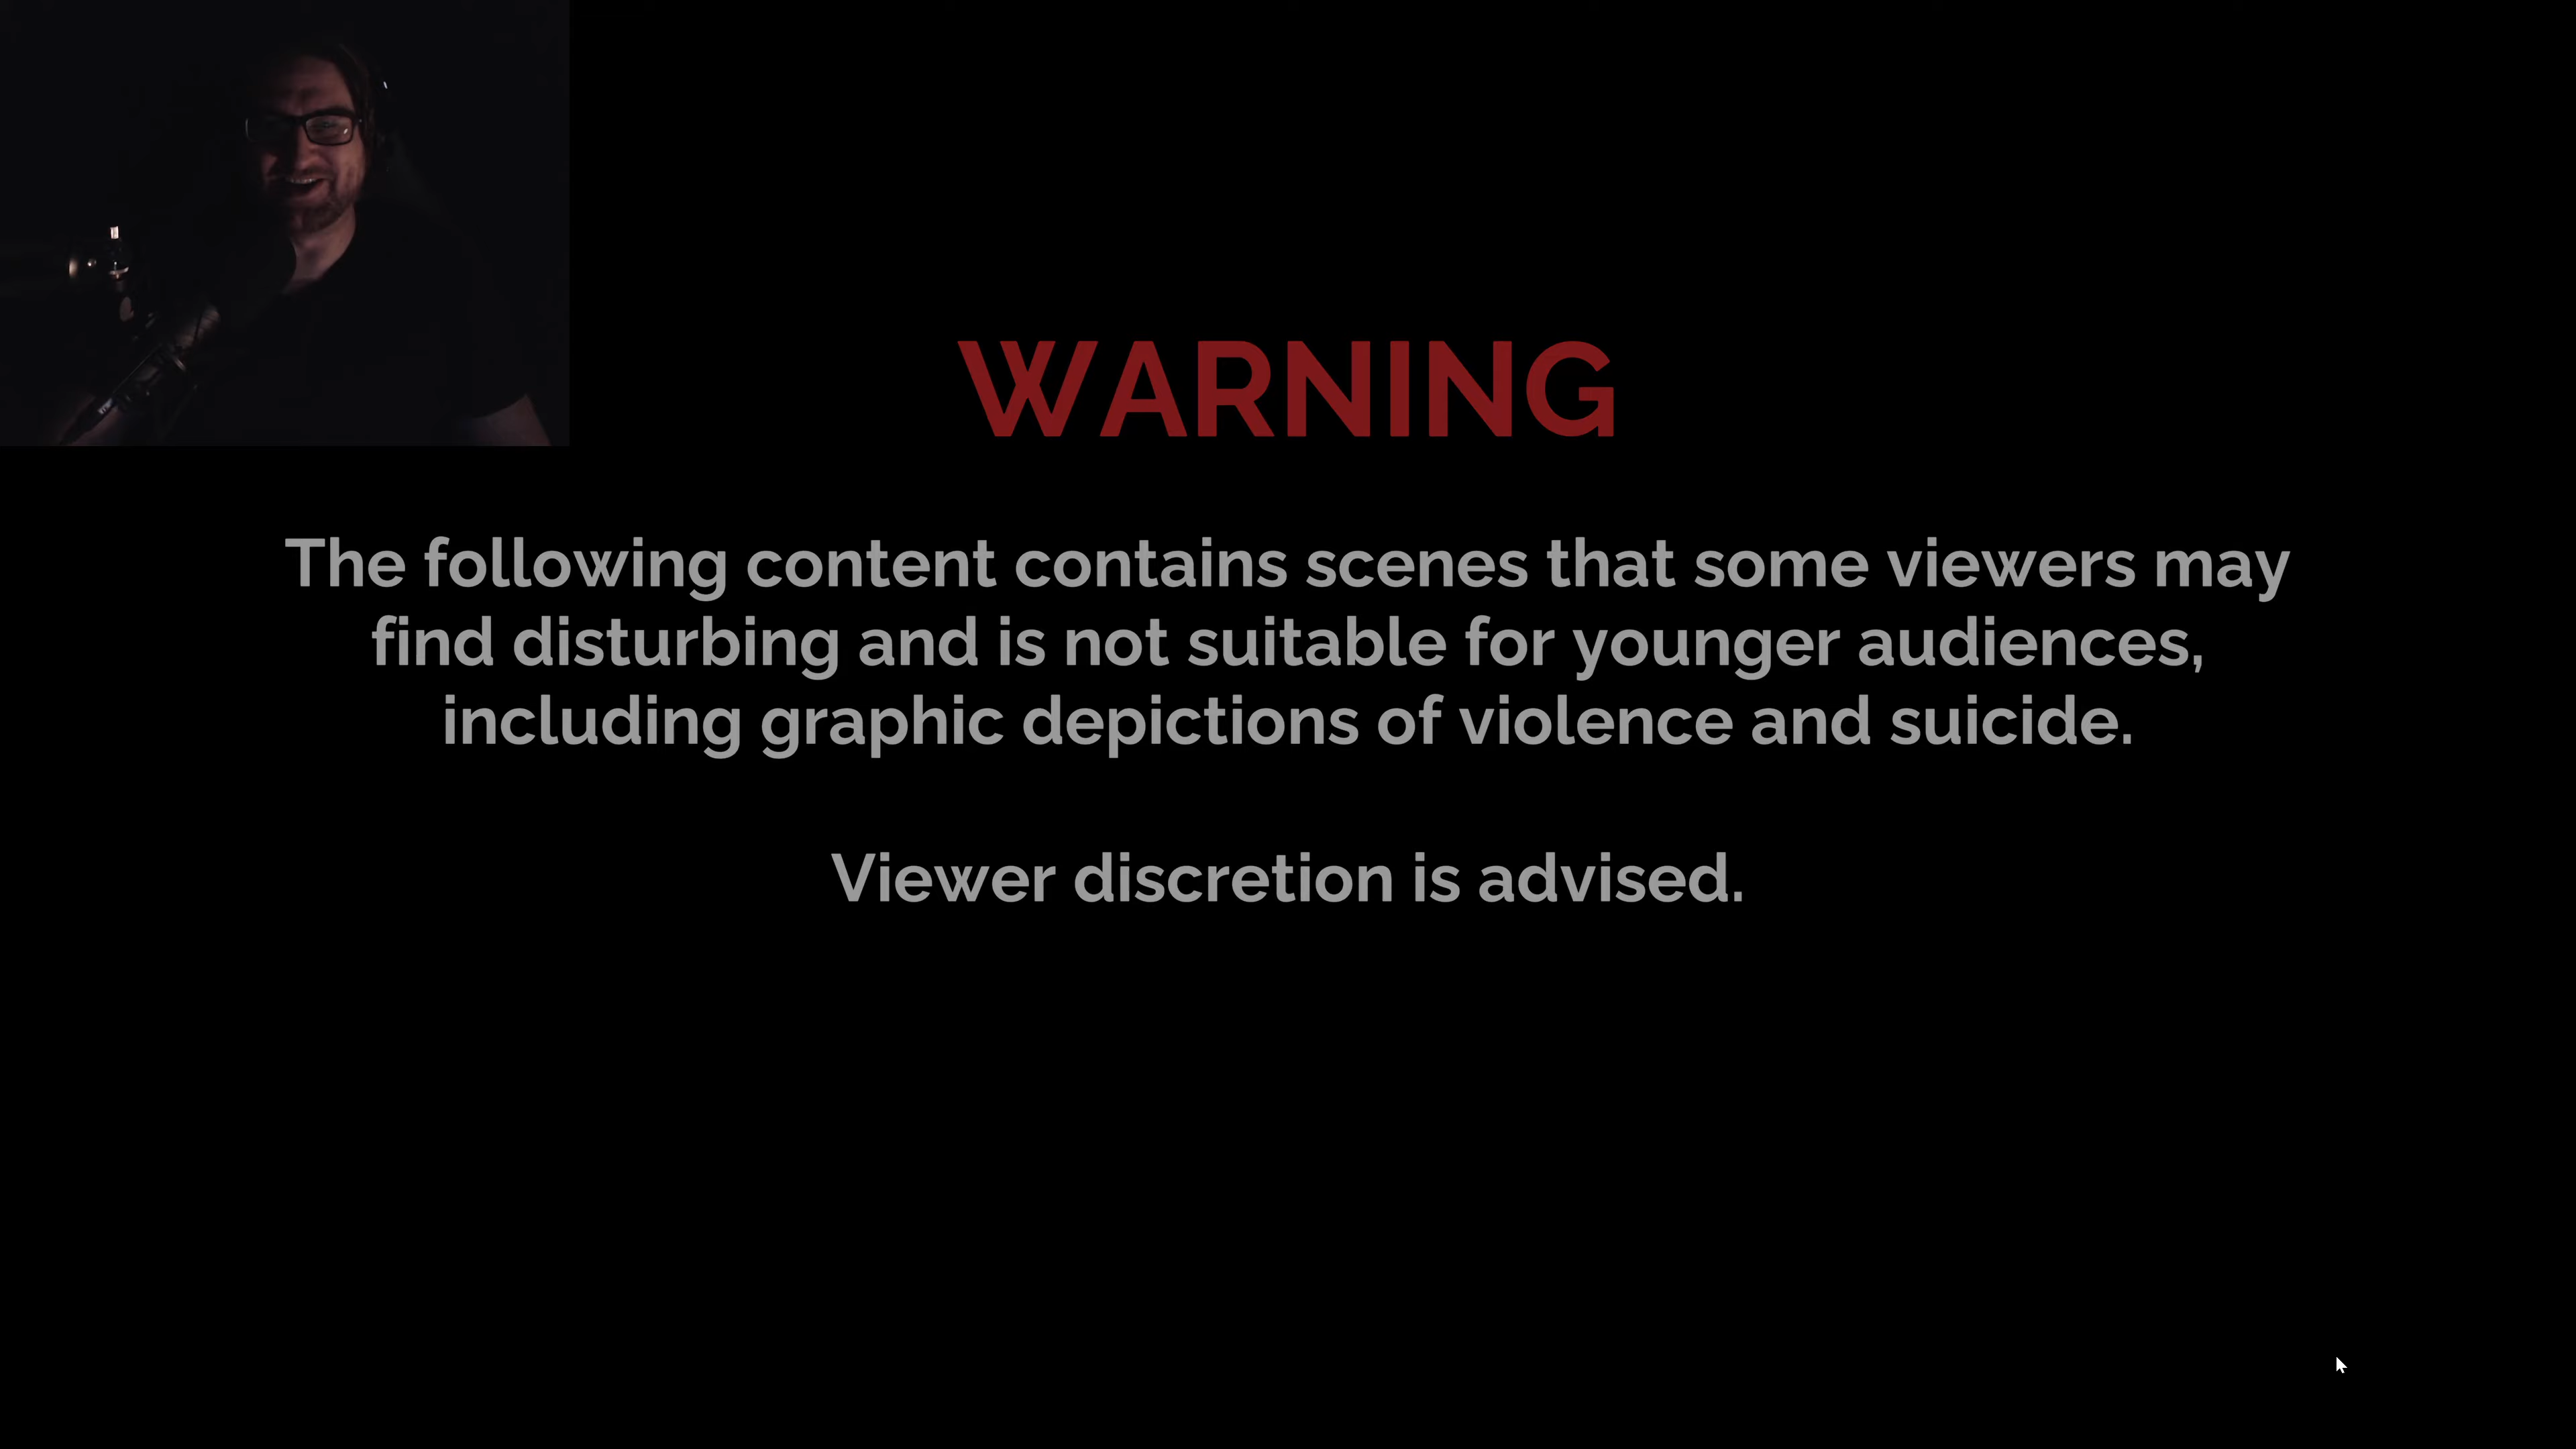 WARNING
The following content contains scenes that some viewers may
find disturbing and is not suitable for younger audiences,
including graphic depictions of violence and suicide.
Viewer discretion is advised.